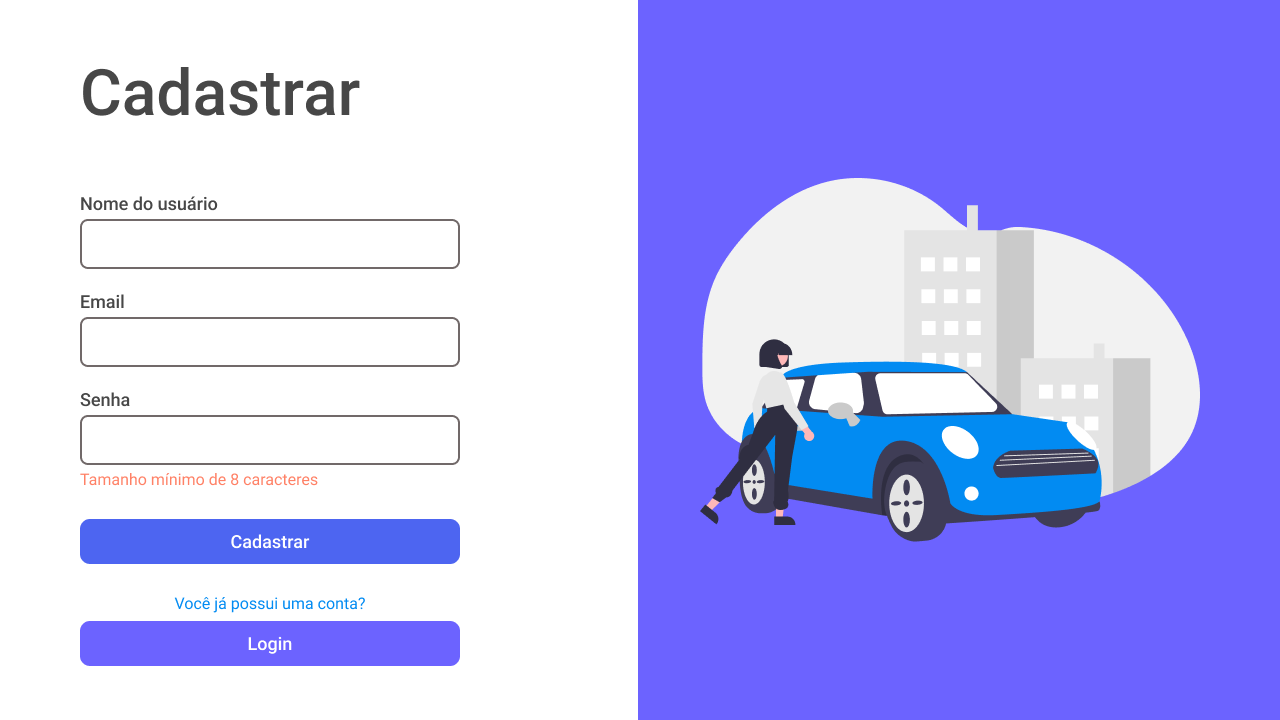 Cadastrar
Nome do usuário
Email
Senha
Tamanho mínimo de 8 caracteres
Cadastrar
Você já possui uma conta?
Login